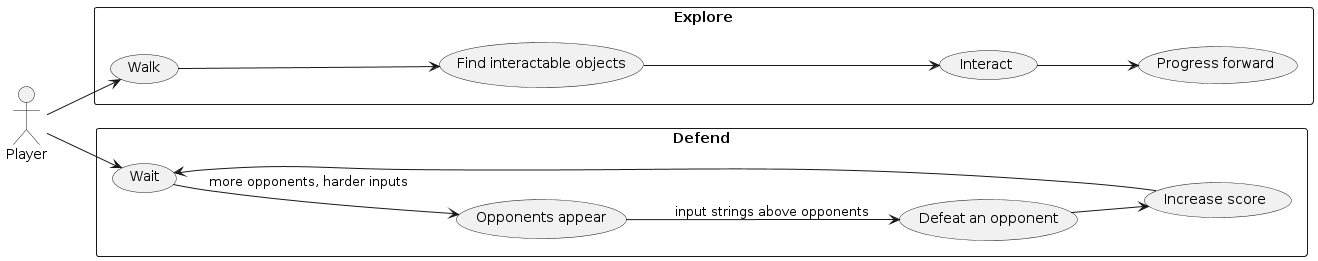 Explore
Walk
Find interactable objects
Interact
Progress forward
Player
Defend
Wait
more opponents, harder inputs
Opponents appear
input strings above opponents
Defeat an opponent
Increase score